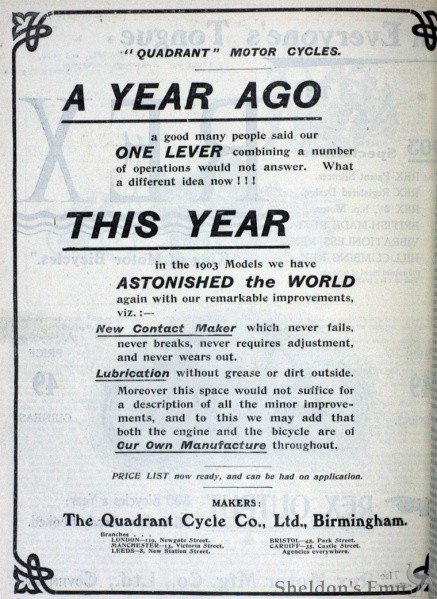 "QUADRANT" MOTOR CYCLES.
A YEAR AGO
a good many people said our
ONE LEVER combining a number
of operations would not answer. What
a different idea now!!!
THIS YEAR
in the 1903 Models we have
ASTONISHED the WORLD
again with our remarkable improvements,
viz. :—
New Contact Maker which never fails,
never breaks, never requires adjustment,
and never wears out.
Lubrication without grease or dirt outside.
Moreover this space would not suffice for
a description of all the minor improve-
ments, and to this we may add that
both the engine and the bicycle are of
Our Own Manufacture throughout.
PRICE LIST now ready, and can be had on application.
MAKERS:
The Quadrant Cycle Co., Ltd., Birmingham.
Branches . . .
LONDON—119, Newgate Street.
MANCHESTER—13, Victoria Street.
LEEDS—8, New Station Street.
BRISTOL—45, Park Street.
CARDIFF—35, Castle Street.
Agencies everywhere.
Sheldon's Emu